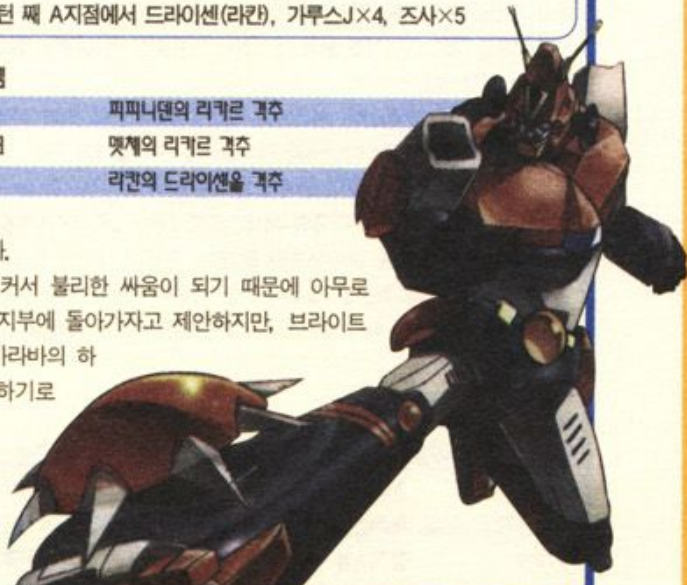 턴 째 A지점에서 드라이센(라칸), 가루스J×4, 즈사×5
피피니덴의 리카르 격추
멧체의 리카르 격추
라칸의 드라이센을 격추
커서 불리한 싸움이 되기 때문에 아무로
지부에 돌아가자고 제안하지만, 브라이트
라바의 하
하기로